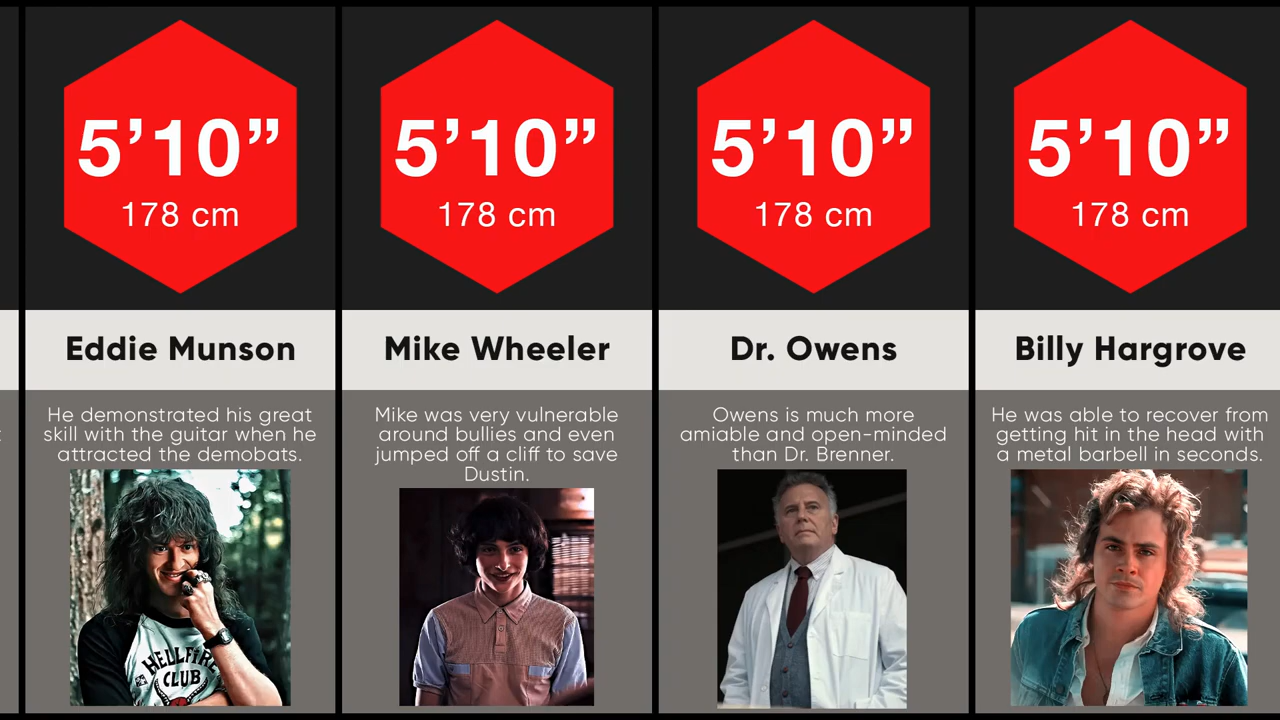 5’10”
178 cm
Eddie Munson
He demonstrated his great
skill with the guitar when he
attracted the demobats.
HELLFIRE
CLUB
5’10”
178 cm
Mike Wheeler
Mike was very vulnerable
around bullies and even
jumped off a cliff to save
Dustin.
5’10”
178 cm
Dr. Owens
Owens is much more
amiable and open-minded
than Dr. Brenner.
5’10”
178 cm
Billy Hargrove
He was able to recover from
getting hit in the head with
a metal barbell in seconds.